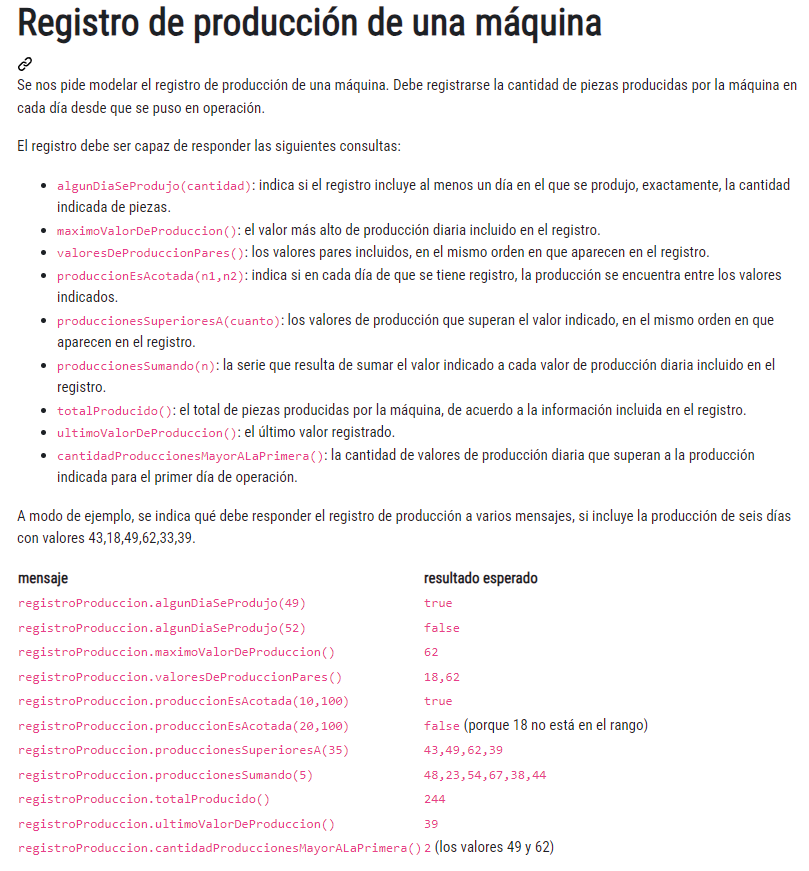 Registro de producción de una máquina
Se nos pide modelar el registro de producción de una máquina. Debe registrarse la cantidad de piezas producidas por la máquina en
cada día desde que se puso en operación.
El registro debe ser capaz de responder las siguientes consultas:
• algunDiaSeProdujo(cantidad): indica si el registro incluye al menos un día en el que se produjo, exactamente, la cantidad
indicada de piezas.
• maximoValorDeProduccion(): el valor más alto de producción diaria incluido en el registro.
• valoresDeProduccionPares(): los valores pares incluidos, en el mismo orden en que aparecen en el registro.
• produccionEsAcotada(n1,n2): indica si en cada día de que se tiene registro, la producción se encuentra entre los valores
indicados.
• produccionesSuperioresA(cuanto): los valores de producción que superan el valor indicado, en el mismo orden en que
aparecen en el registro.
• produccionesSumando(n): la serie que resulta de sumar el valor indicado a cada valor de producción diaria incluido en el
registro.
• totalProducido(): el total de piezas producidas por la máquina, de acuerdo a la información incluida en el registro.
• ultimoValorDeProduccion(): el último valor registrado.
• cantidadProduccionesMayorALaPrimera(): la cantidad de valores de producción diaria que superan a la producción
indicada para el primer día de operación.
A modo de ejemplo, se indica qué debe responder el registro de producción a varios mensajes, si incluye la producción de seis días
con valores 43,18,49,62,33,39.
mensaje resultado esperado
registroProduccion.algunDiaSeProdujo(49) true
registroProduccion.algunDiaSeProdujo(52) false
registroProduccion.maximoValorDeProduccion() 62
registroProduccion.valoresDeProduccionPares() 18,62
registroProduccion.produccionEsAcotada(10,100) true
registroProduccion.produccionEsAcotada(20,100) false (porque 18 no está en el rango)
registroProduccion.produccionesSuperioresA(35) 43,49,62,39
registroProduccion.produccionesSumando(5) 48,23,54,67,38,44
registroProduccion.totalProducido() 244
registroProduccion.ultimoValorDeProduccion() 39
registroProduccion.cantidadProduccionesMayorALaPrimera() 2 (los valores 49 y 62)